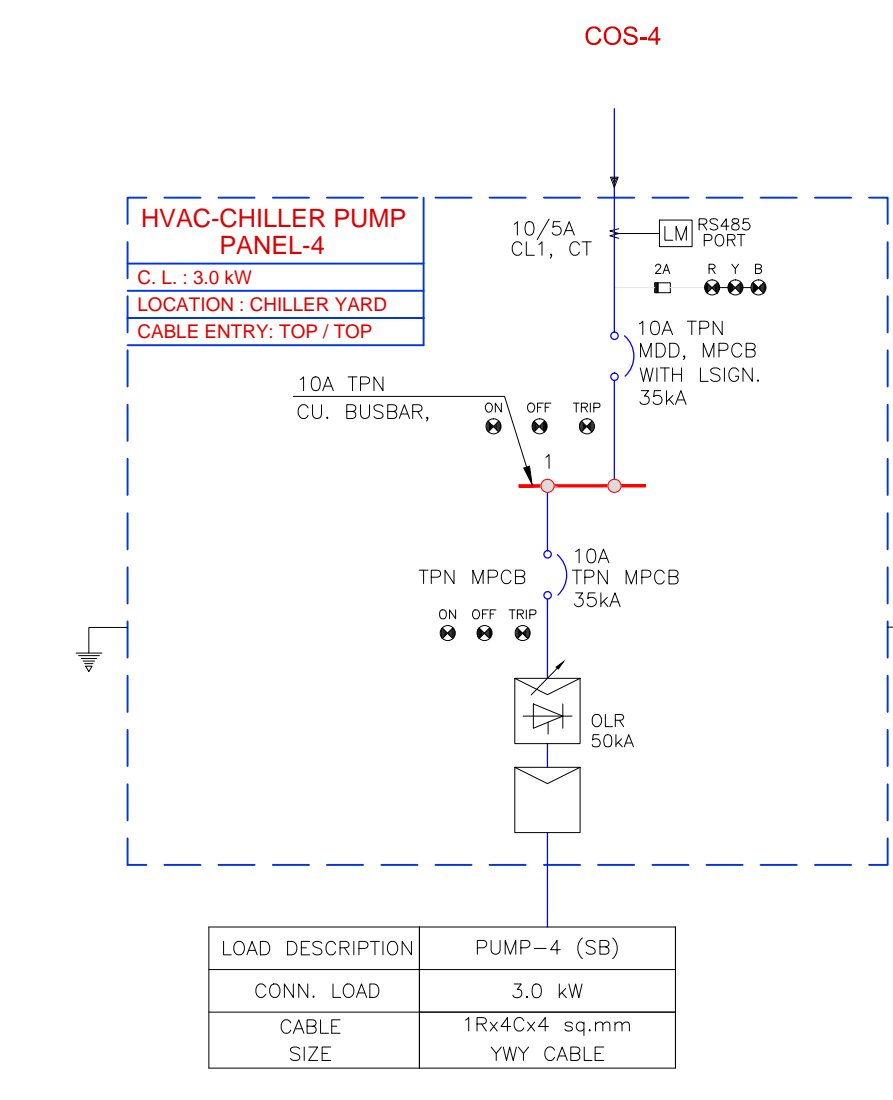 COS-4
HVAC-CHILLER PUMP
PANEL-4
C. L. : 3.0 kW
LOCATION : CHILLER YARD
CABLE ENTRY: TOP / TOP
10/5A
CL1, CT
LM
RS485
PORT
2A
R Y B
10A TPN
MDD, MPCB
WITH LSIGN.
35kA
10A TPN
CU. BUSBAR,
ON OFF TRIP
1
TPN MPCB
10A
TPN MPCB
35kA
ON OFF TRIP
OLR
50kA
LOAD DESCRIPTION PUMP-4 (SB)
CONN. LOAD 3.0 kW
CABLE 1Rx4Cx4 sq.mm
SIZE YWY CABLE